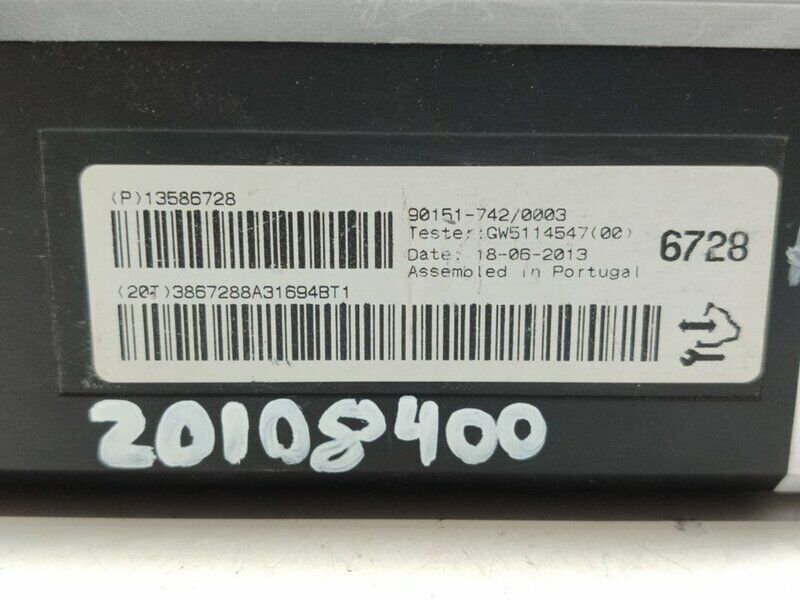 (P)13586728
90151-742/0003
Tester:GW5114547(00)
Date: 18-06-2013
Assembled in Portugal
6728
(20T)3867288A31694BT1
20108400